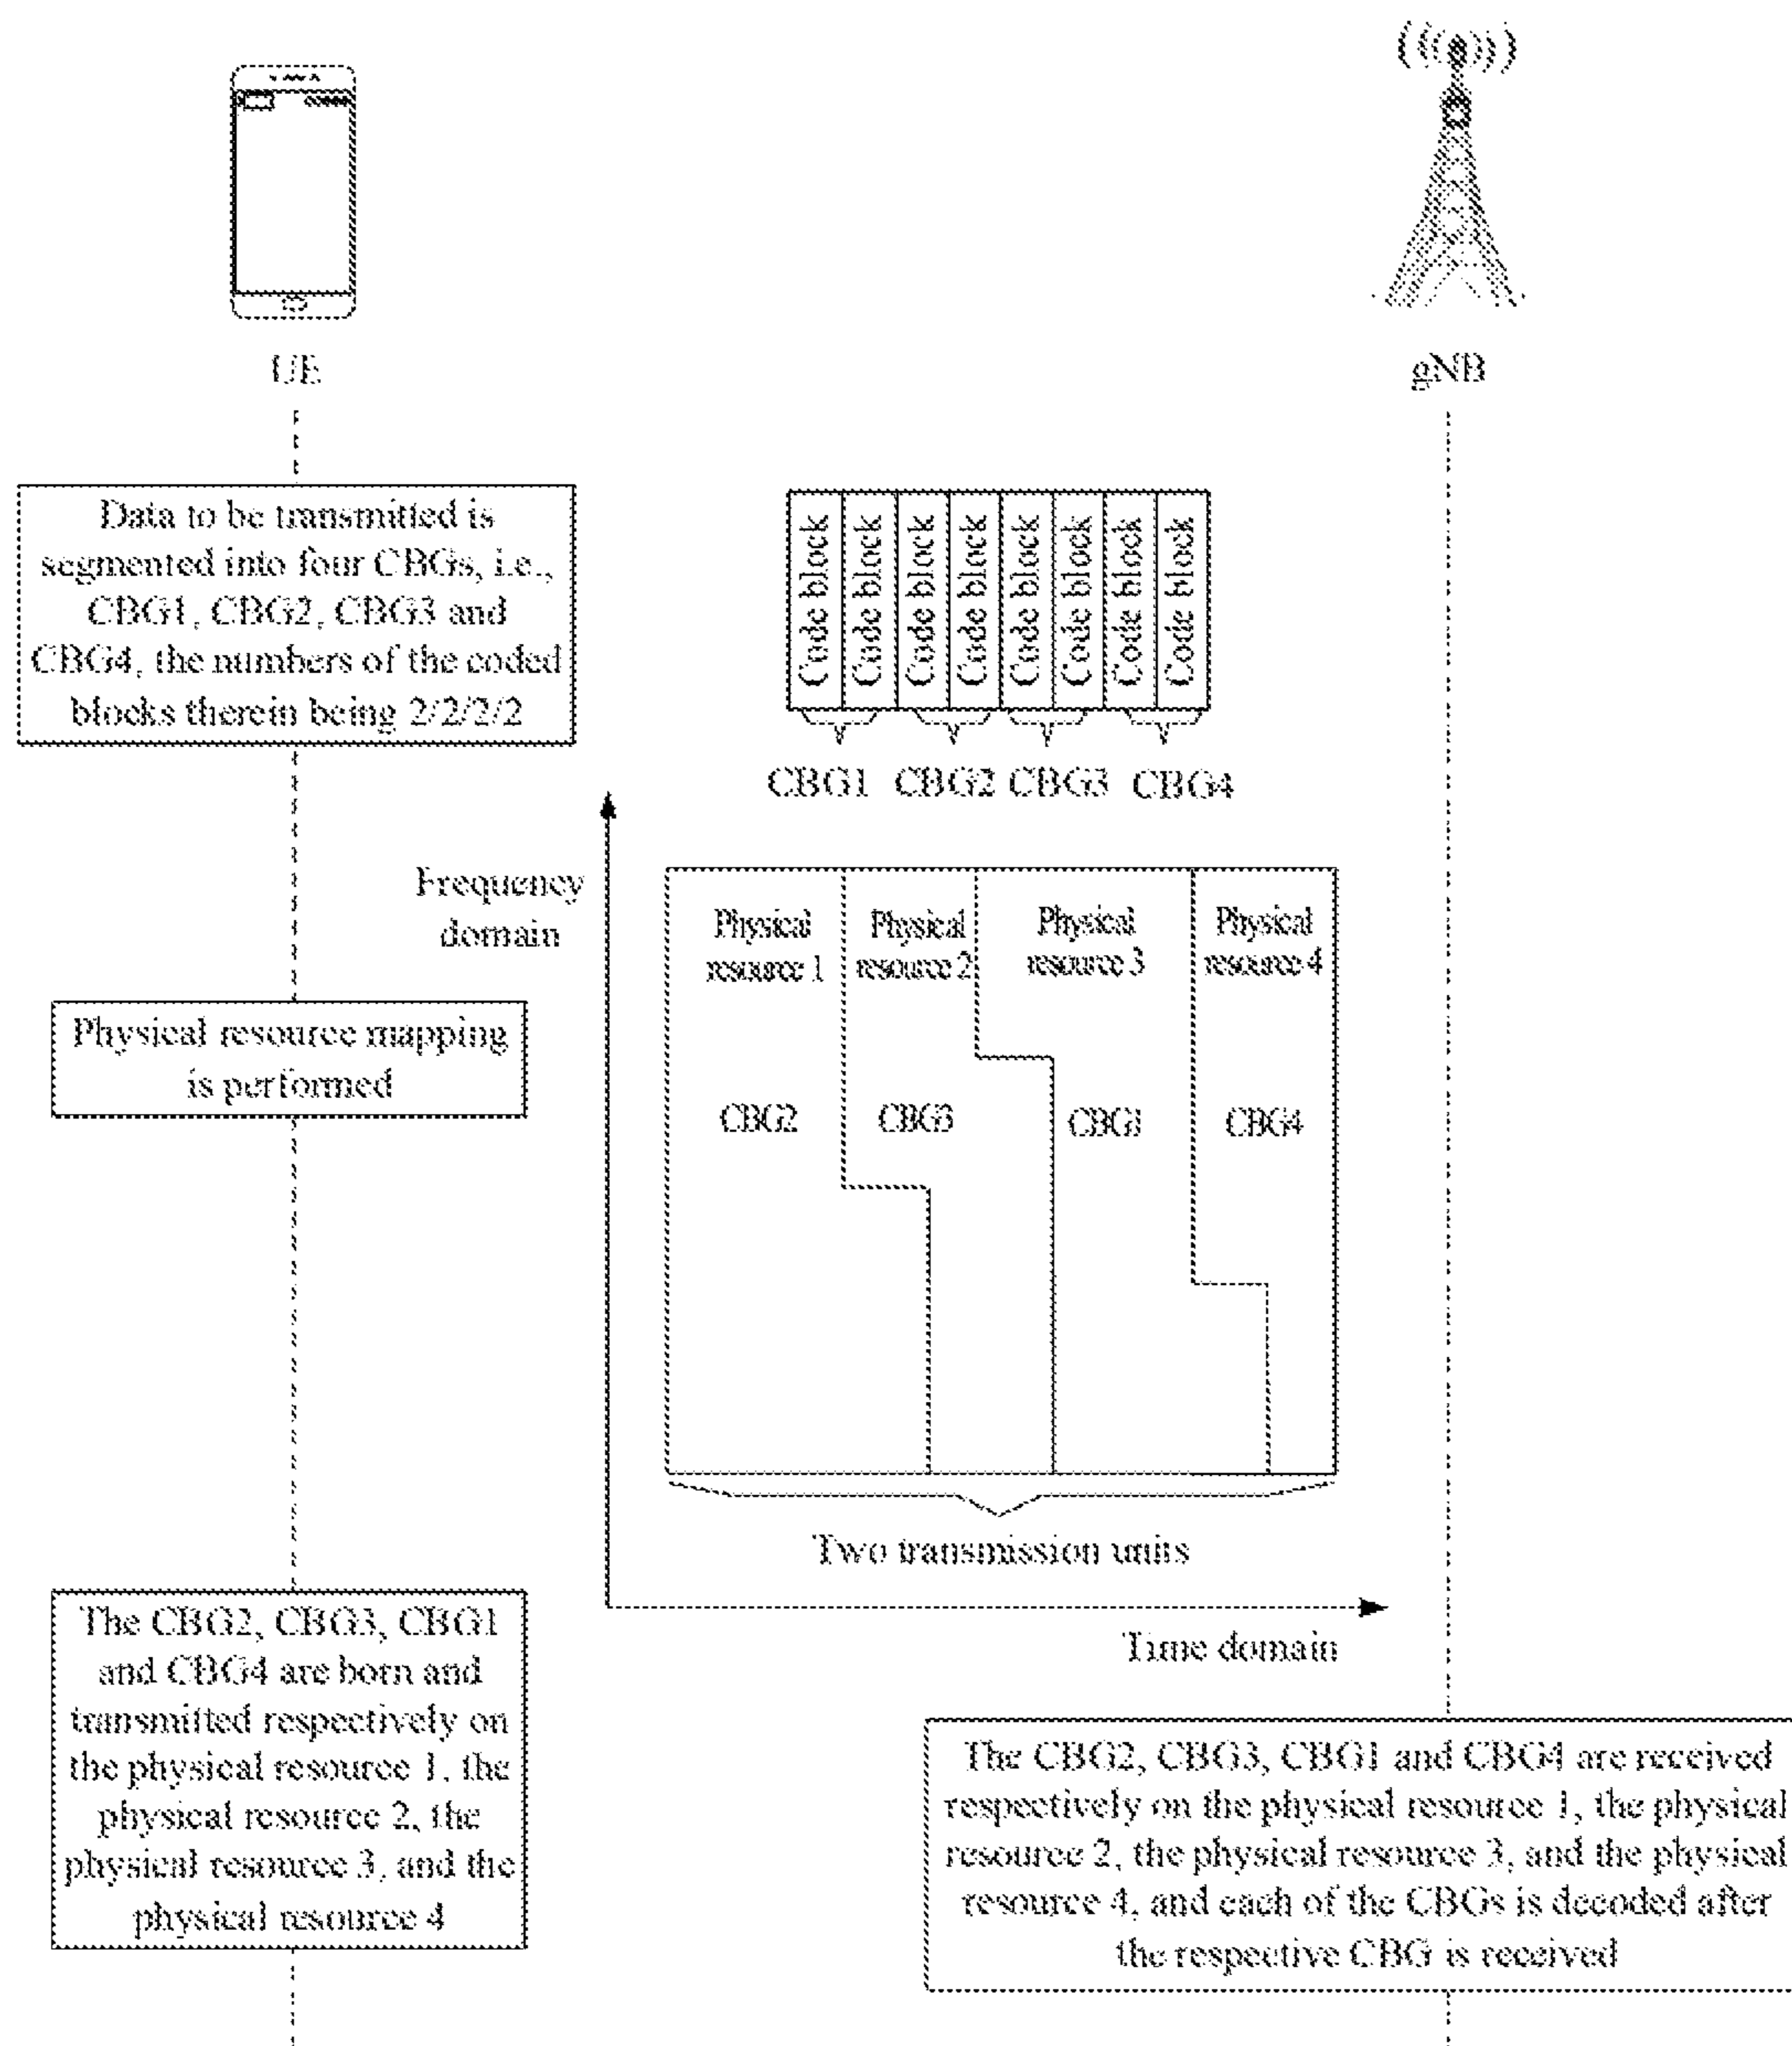 UE
gNB
Data to be transmitted is
segmented into four CBGs, i.e.,
CBG1, CBG2, CBG3 and
CBG4, the numbers of the coded
blocks therein being 2/2/2/2
Code block
Code block
Code block
Code block
Code block
Code block
Code block
Code block
CBG1 CBG2 CBG3 CBG4
Frequency
domain
Physical
resource 1
Physical
resource 2
Physical
resource 3
Physical
resource 4
Physical resource mapping
is performed
CBG2
CBG3
CBG1
CBG4
Two transmission units
Time domain
The CBG2, CBG3, CBG1
and CBG4 are born and
transmitted respectively on
the physical resource 1, the
physical resource 2, the
physical resource 3, and the
physical resource 4
The CBG2, CBG3, CBG1 and CBG4 are received
respectively on the physical resource 1, the physical
resource 2, the physical resource 3, and the physical
resource 4, and each of the CBGs is decoded after
the respective CBG is received